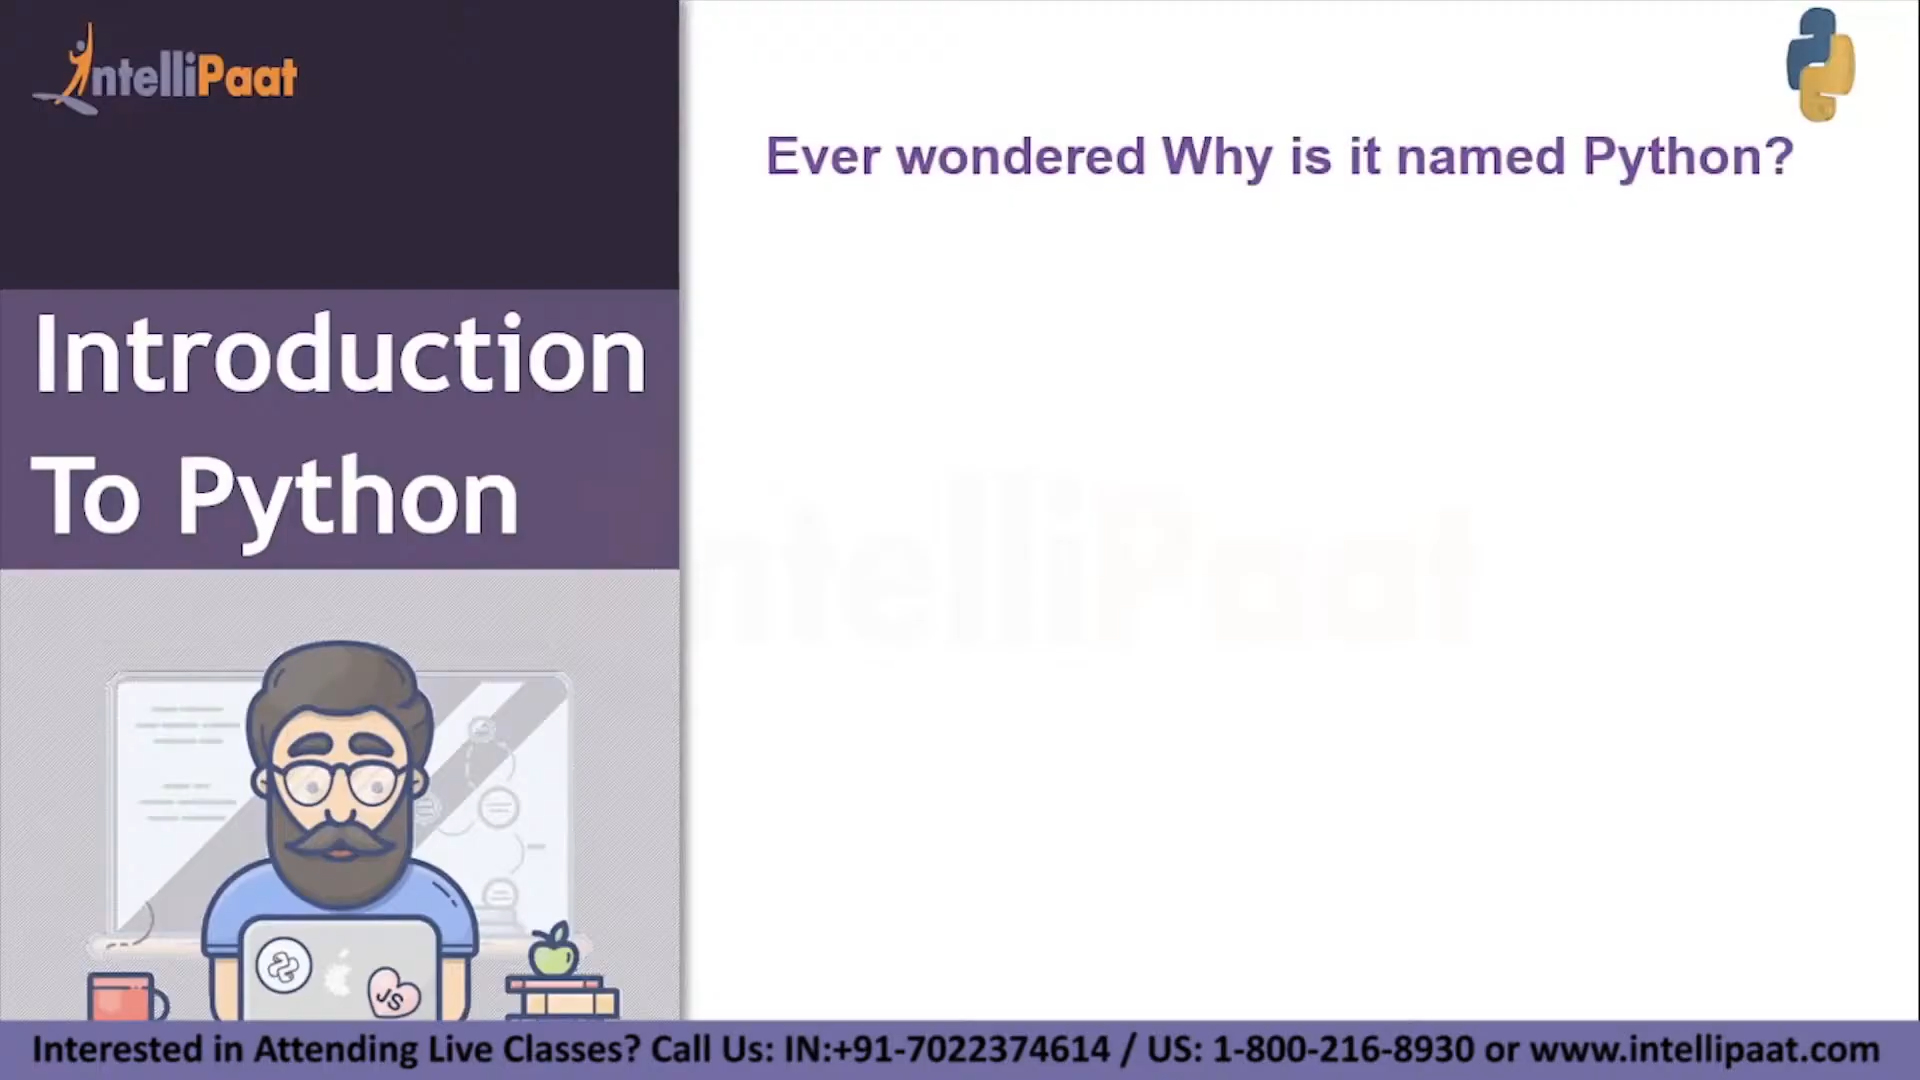 IntelliPaat
Ever wondered Why is it named Python?
Introduction
To Python
IntelliPaat
JS
Interested in Attending Live Classes? Call Us: IN:+91-7022374614 / US: 1-800-216-8930 or www.intellipaat.com